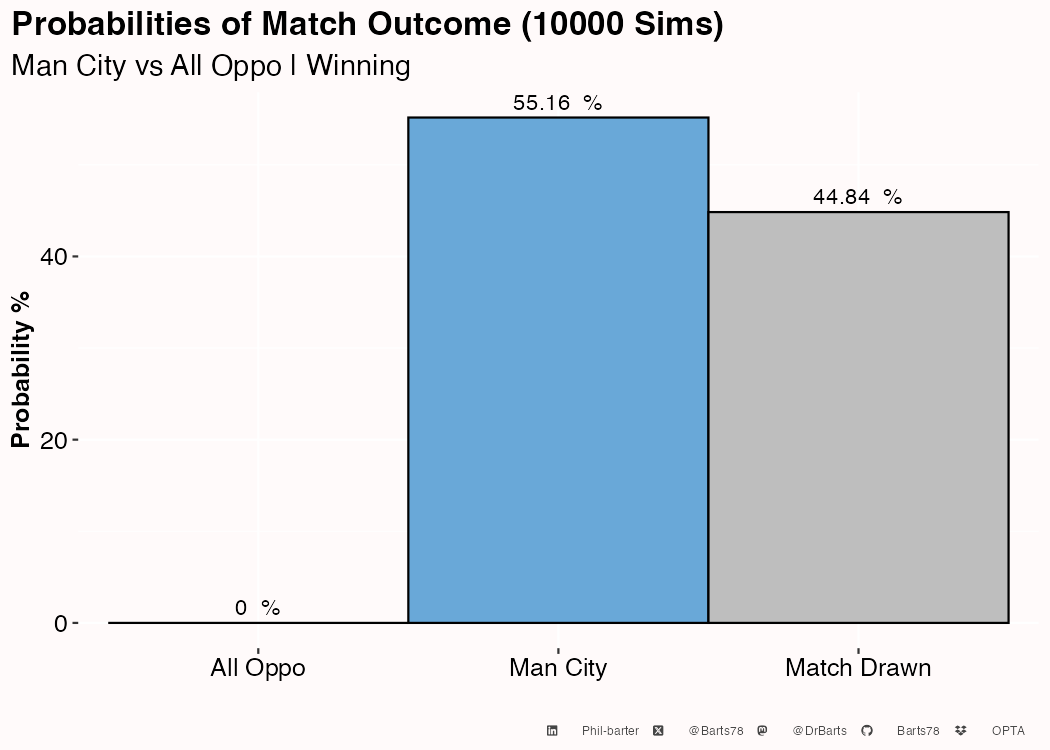 Probabilities of Match Outcome (10000 Sims)
Man City vs All Oppo | Winning
55.16 %
44.84 %
40
Probability %
20
0 %
0
All Oppo Man City Match Drawn
Phil-barter @Barts78 @DrBarts Barts78 OPTA